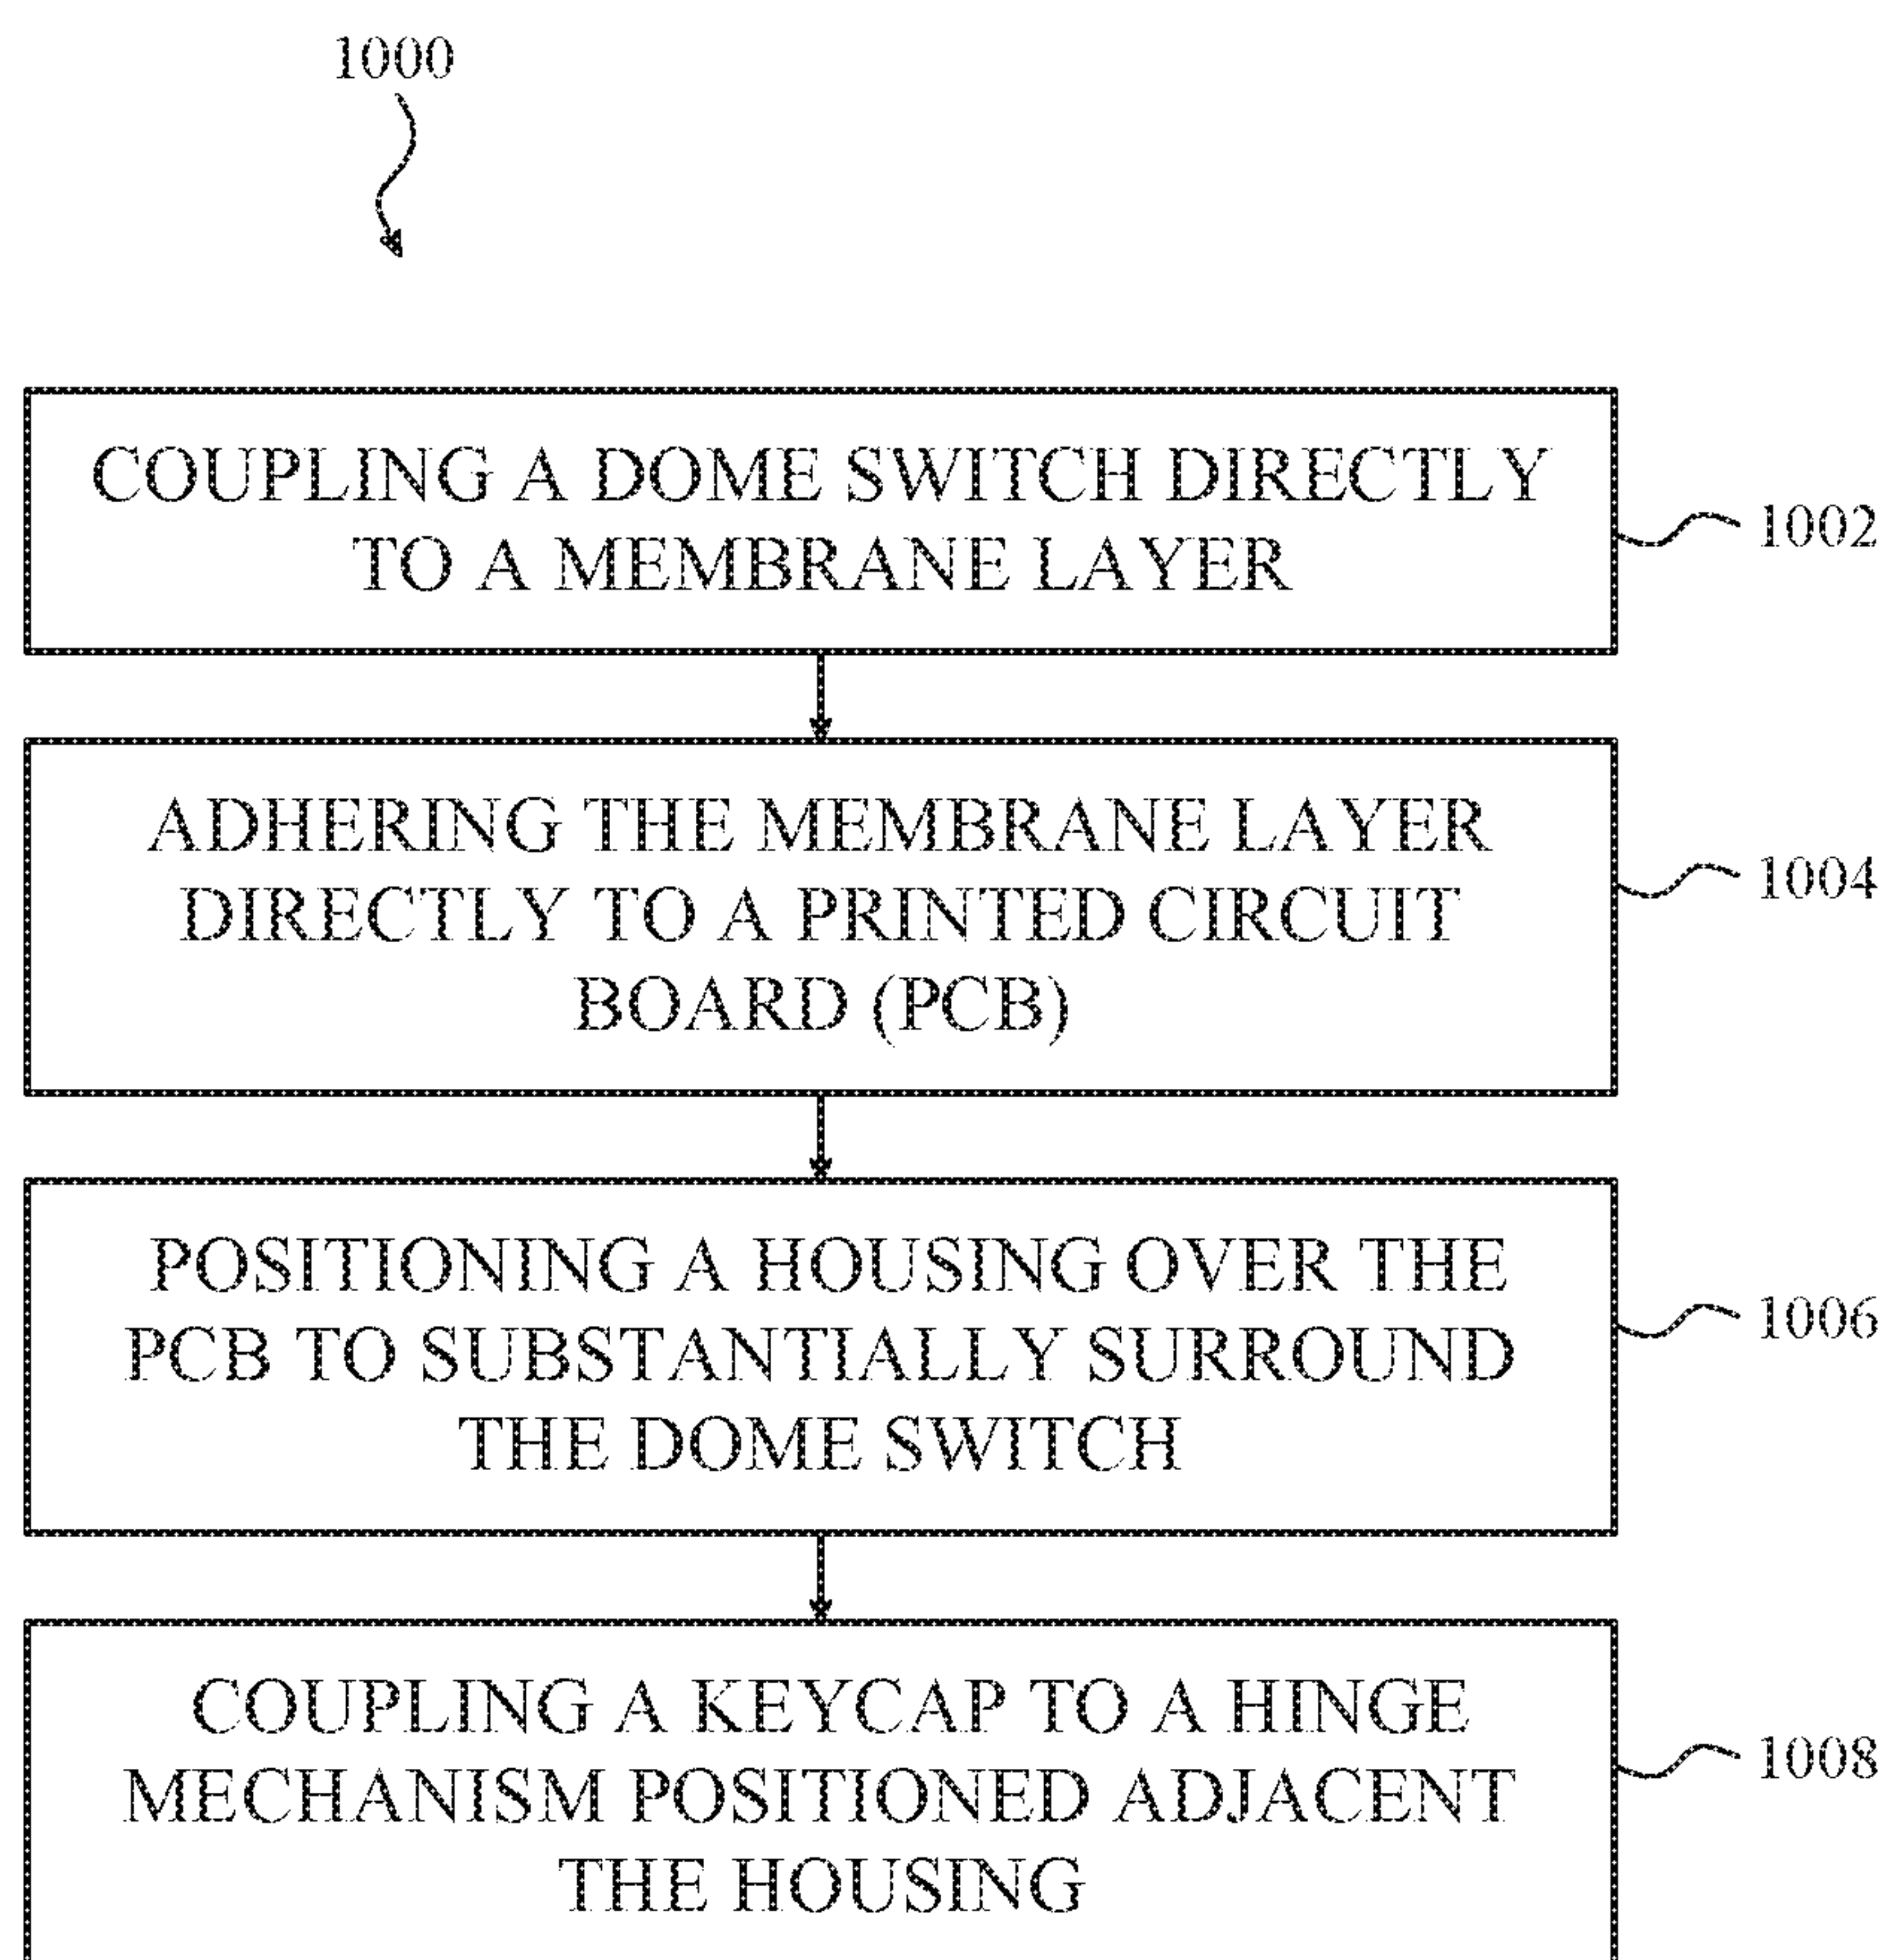 1000
COUPLING A DOME SWITCH DIRECTLY
TO A MEMBRANE LAYER
1002
ADHERING THE MEMBRANE LAYER
DIRECTLY TO A PRINTED CIRCUIT
BOARD (PCB)
1004
POSITIONING A HOUSING OVER THE
PCB TO SUBSTANTIALLY SURROUND
THE DOME SWITCH
1006
COUPLING A KEYCAP TO A HINGE
MECHANISM POSITIONED ADJACENT
THE HOUSING
1008